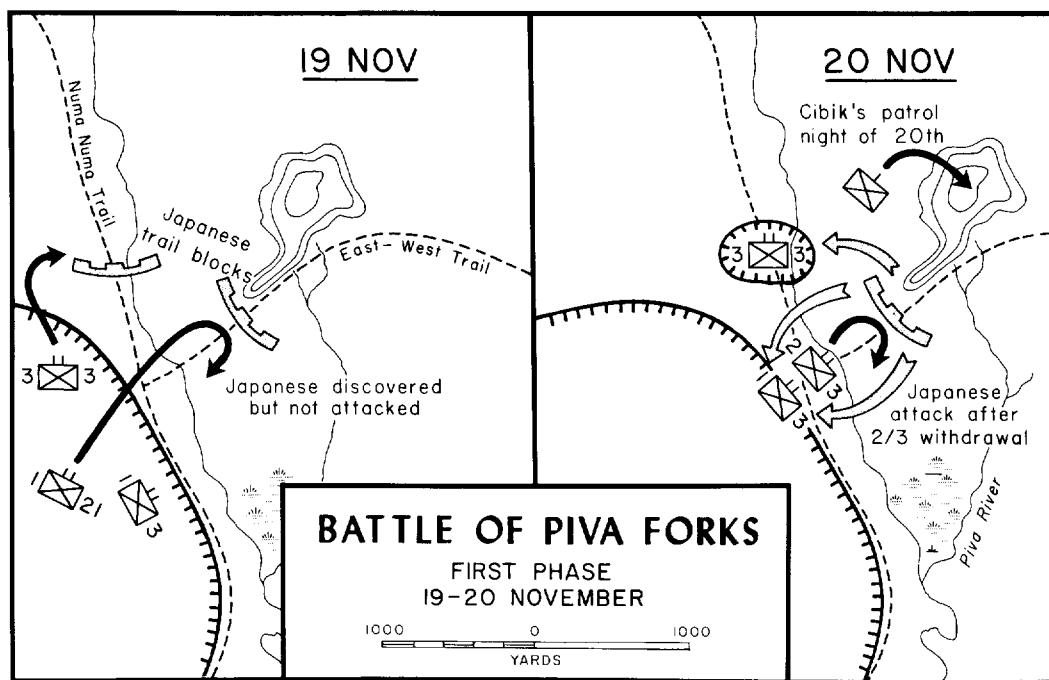 19 NOV
Numa Numa Trail
Japanese
trail blocks
East-West Trail
3 3
Japanese discovered
but not attacked
1 21
1 3
20 NOV
Cibik's patrol
night of 20th
3 3
2 3
1 3
Japanese
attack after
2/3 withdrawal
Piva River
BATTLE OF PIVA FORKS
FIRST PHASE
19-20 NOVEMBER
1000 0 1000
YARDS